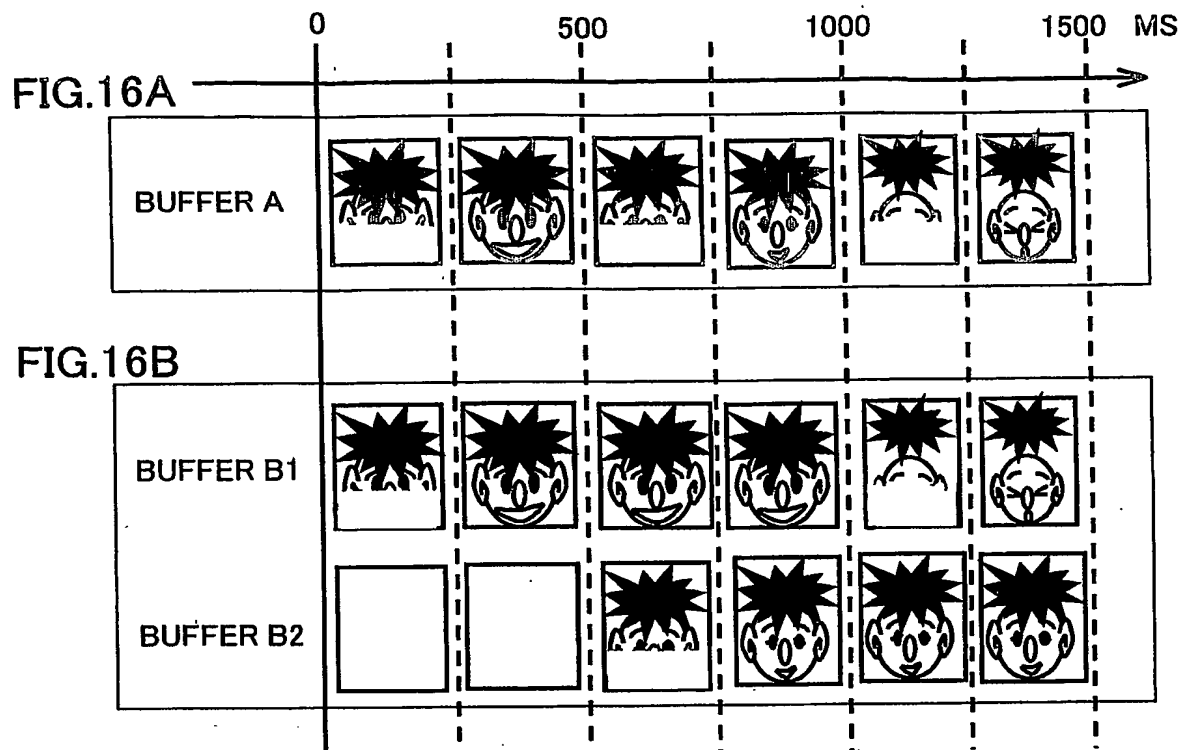 0 500 1000 1500 MS
FIG.16A
BUFFER A
FIG.16B
BUFFER B1
BUFFER B2